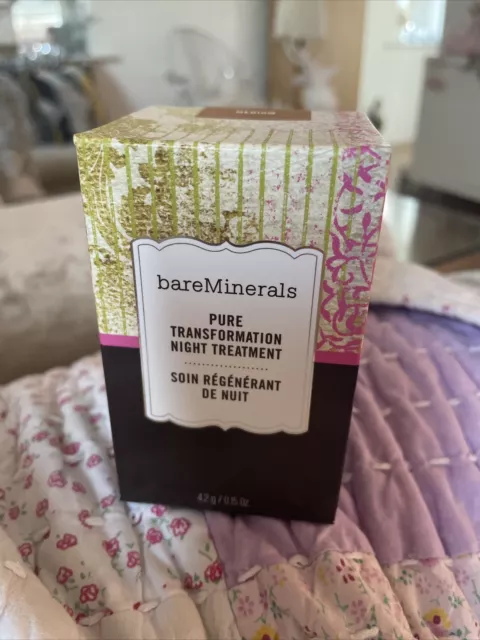 bareMinerals
PURE
TRANSFORMATION
NIGHT TREATMENT
SOIN RÉGÉNÉRANT
DE NUIT
4.2 g / 0.15 Oz